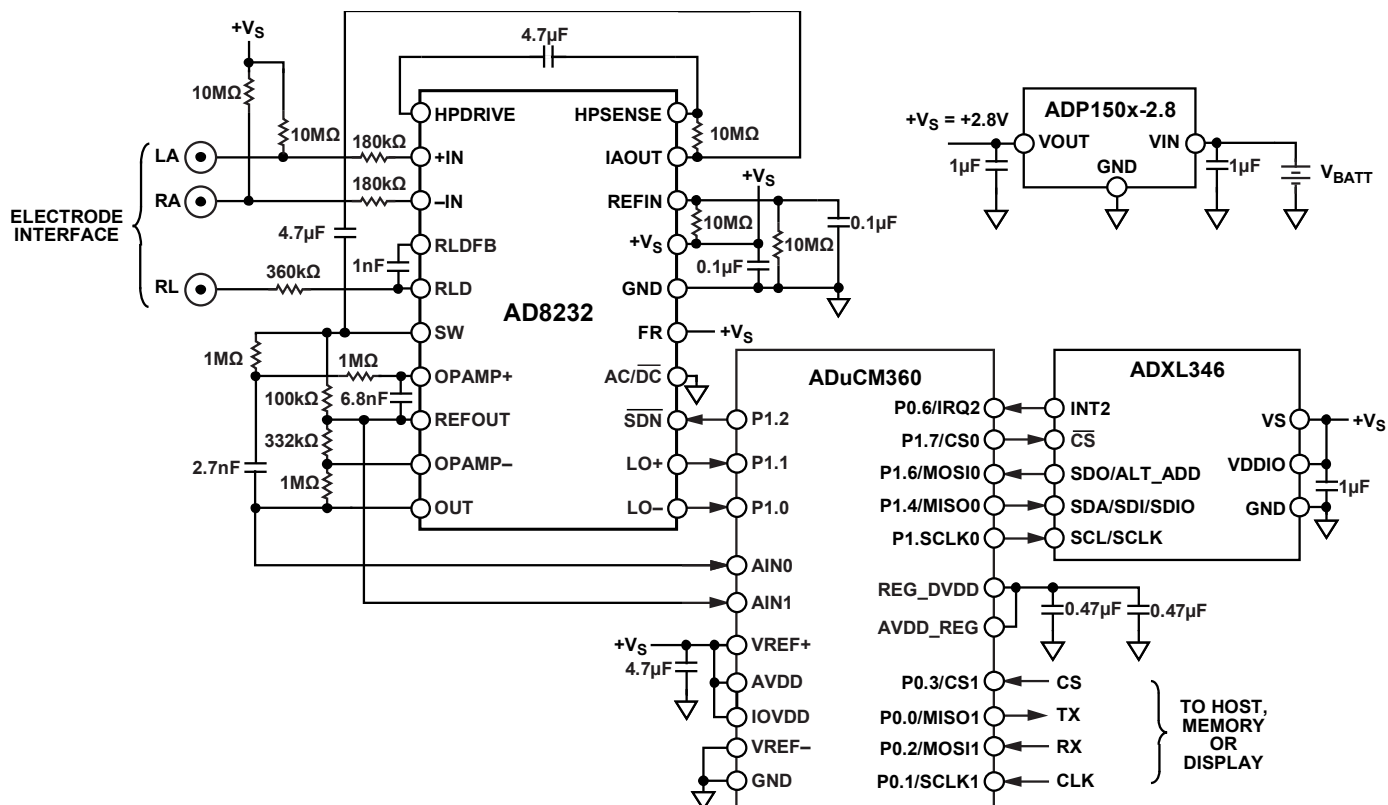 +VS
4.7µF
10MΩ
10MΩ
LA
180kΩ
RA
180kΩ
ELECTRODE
INTERFACE
4.7µF
1nF
RL
360kΩ
1MΩ
1MΩ
100kΩ
6.8nF
332kΩ
2.7nF
1MΩ
HPDRIVE
+IN
–IN
RLDFB
RLD
SW
OPAMP+
REFOUT
OPAMP–
OUT
AD8232
HPSENSE
IAOUT
REFIN
+VS
GND
FR
AC/DC
SDN
LO+
LO–
10MΩ
+VS
10MΩ
10MΩ
0.1µF
0.1µF
+VS
ADP150x-2.8
+VS = +2.8V
VOUT
VIN
GND
1µF
1µF
VBATT
ADuCM360
P1.2
P1.1
P1.0
AIN0
AIN1
+VS
4.7µF
VREF+
AVDD
IOVDD
VREF–
GND
P0.6/IRQ2
P1.7/CS0
P1.6/MOSI0
P1.4/MISO0
P1.SCLK0
REG_DVDD
AVDD_REG
0.47µF
0.47µF
P0.3/CS1
CS
P0.0/MISO1
TX
P0.2/MOSI1
RX
P0.1/SCLK1
CLK
TO HOST,
MEMORY
OR
DISPLAY
ADXL346
INT2
CS
SDO/ALT_ADD
SDA/SDI/SDIO
SCL/SCLK
VS
VDDIO
GND
+VS
1µF